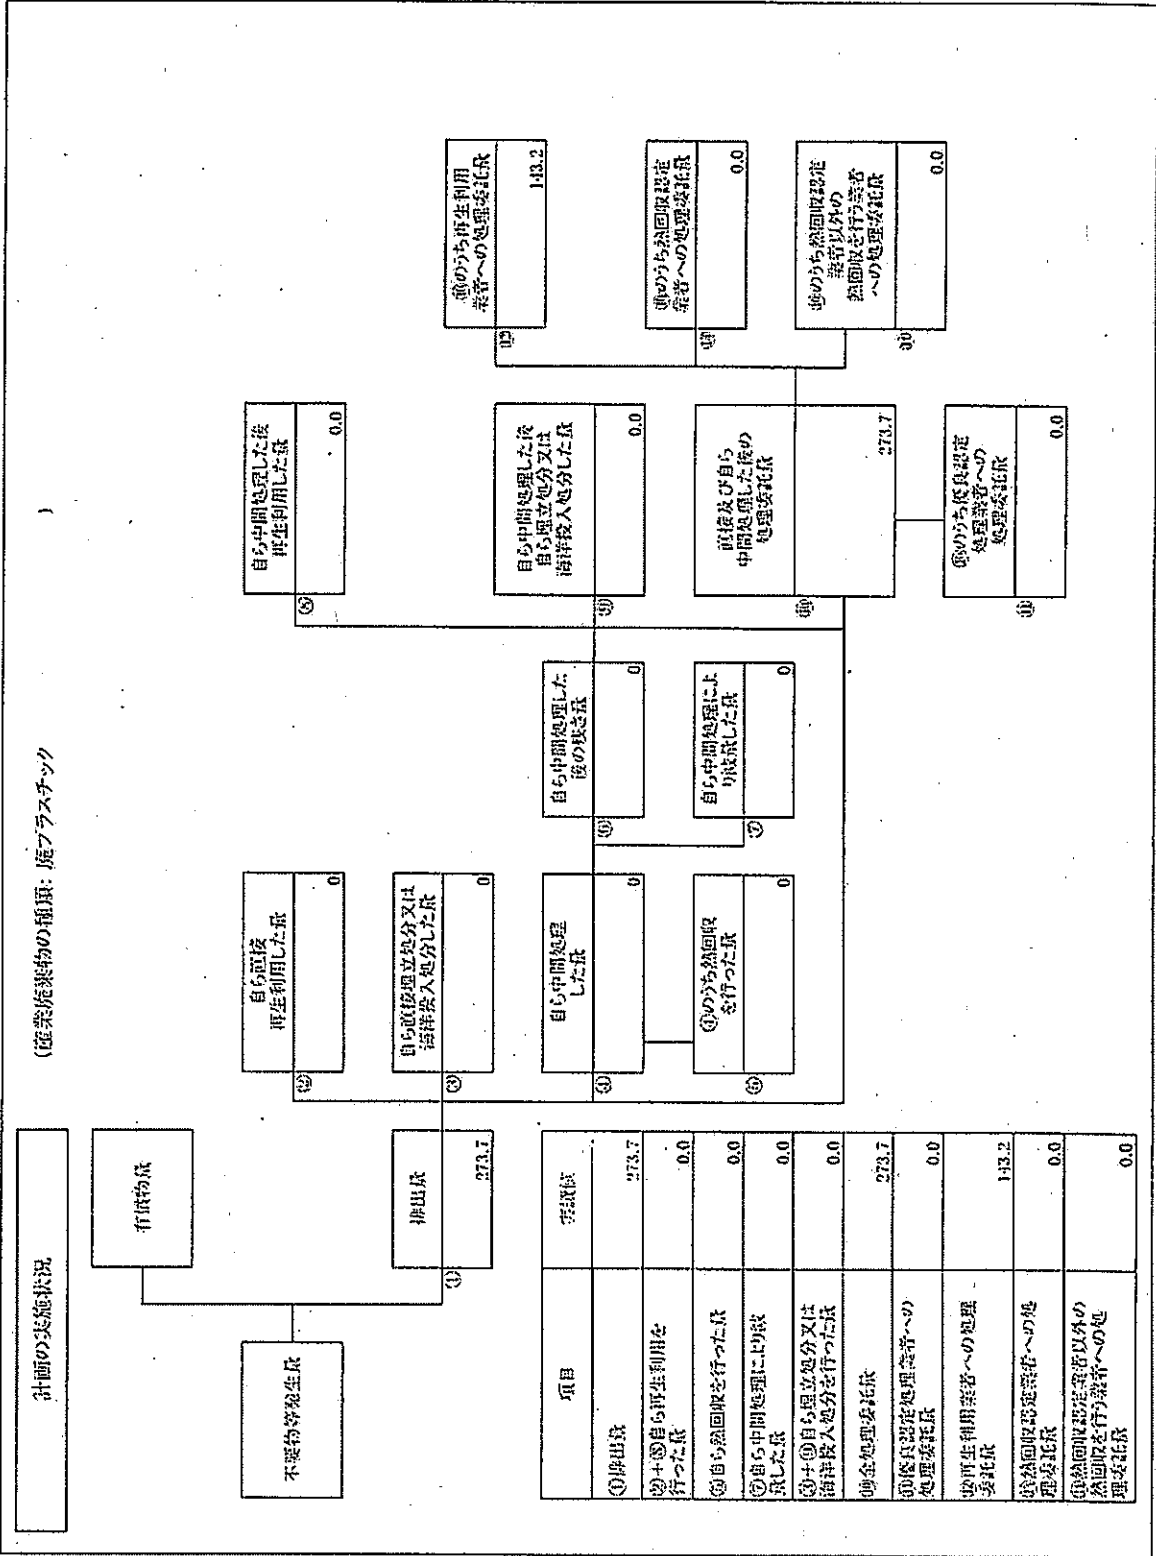 計画の実施状況
(産業廃棄物の種類: 廃プラスチック )
不要物等発生量
有償物量
①
排出量
273.7
②
自ら直接
再生利用した量
0
③
自ら直接埋立処分又は
海洋投入処分した量
0
④
自ら中間処理
した量
0
⑤
④のうち熱回収
を行った量
0
⑥
自ら中間処理した
後の残さ量
0
⑦
自ら中間処理によ
り減量した量
0
⑧
自ら中間処理した後
再生利用した量
0.0
⑨
自ら中間処理した後
自ら埋立処分又は
海洋投入処分した量
0.0
⑩
直接及び自ら
中間処理した後の
処理委託量
273.7
⑪
⑩のうち優良認定
処理業者への
処理委託量
0.0
⑫
⑩のうち再生利用
業者への処理委託量
143.2
⑩のうち熱回収認定
業者への処理委託量
0.0
⑩のうち熱回収認定
業者以外の
熱回収を行う業者
への処理委託量
0.0
項目 実績値
①排出量 273.7
②+⑧自ら再生利用を
行った量 0.0
⑤自ら熱回収を行った量 0.0
⑦自ら中間処理により減
量した量 0.0
③+⑨自ら埋立処分又は
海洋投入処分を行った量 0.0
⑩全処理委託量 273.7
⑪優良認定処理業者への
処理委託量 0.0
⑫再生利用業者への処理
委託量 143.2
熱回収認定業者への処
理委託量 0.0
熱回収認定業者以外の
熱回収を行う業者への処
理委託量 0.0